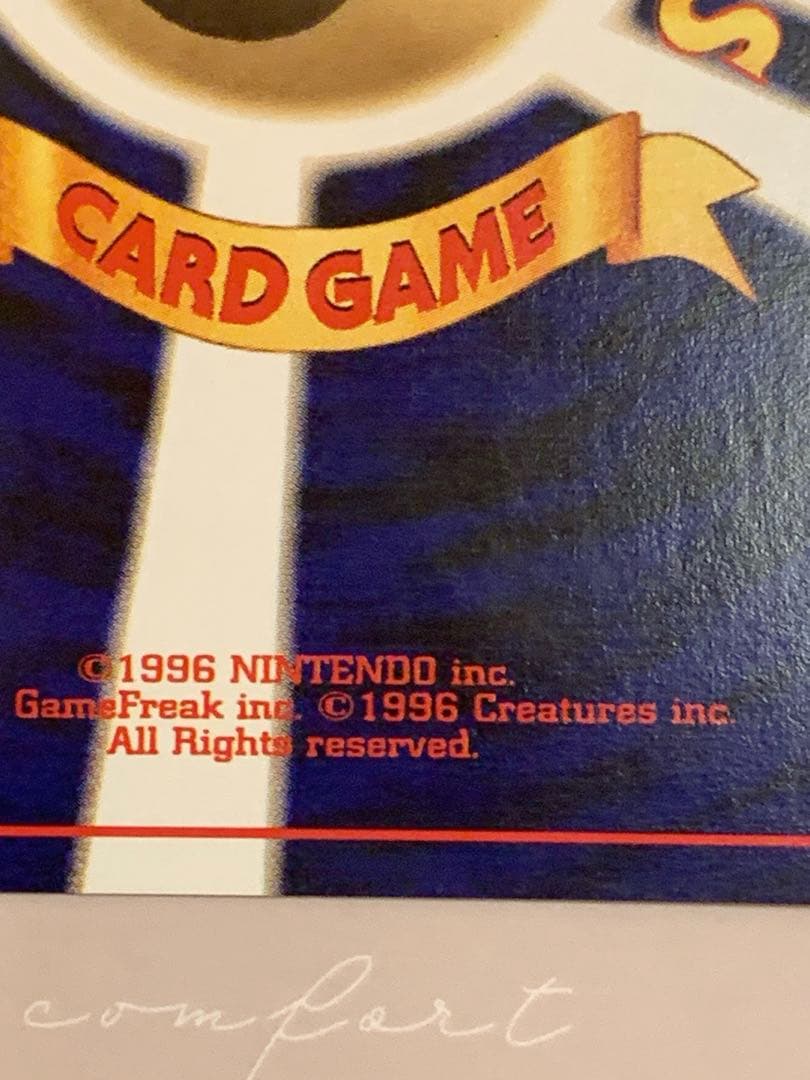 S
CARD GAME
©1996 NINTENDO inc.
GameFreak inc. ©1996 Creatures inc.
All Rights reserved.
comfort